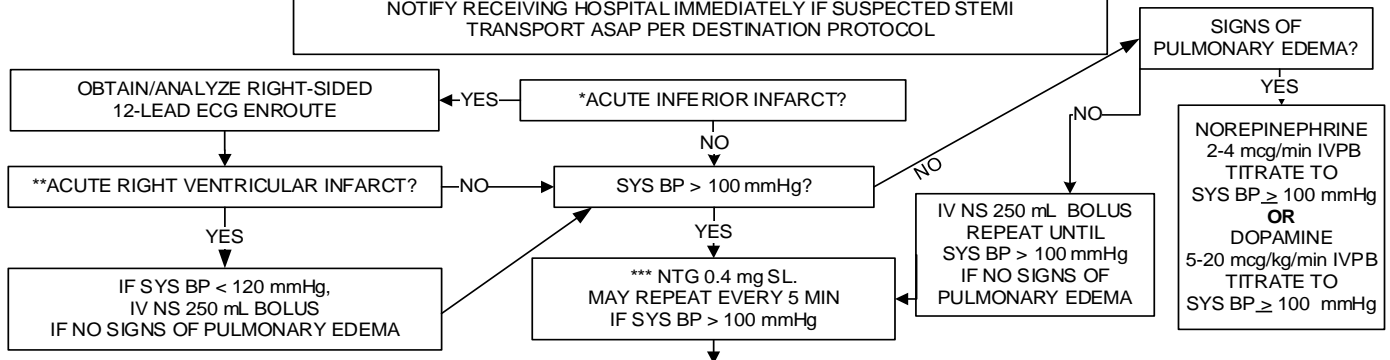 NOTIFY RECEIVING HOSPITAL IMMEDIATELY IF SUSPECTED STEMI
TRANSPORT ASAP PER DESTINATION PROTOCOL
SIGNS OF
PULMONARY EDEMA?
OBTAIN/ANALYZE RIGHT-SIDED
12-LEAD ECG ENROUTE
YES
*ACUTE INFERIOR INFARCT?
YES
NO
NO
NOREPINEPHRINE
2-4 mcg/min IVPB
TITRATE TO
SYS BP ≥ 100 mmHg
OR
DOPAMINE
5-20 mcg/kg/min IVPB
TITRATE TO
SYS BP ≥ 100 mmHg
**ACUTE RIGHT VENTRICULAR INFARCT?
NO
SYS BP > 100 mmHg?
NO
YES
YES
IV NS 250 mL BOLUS
REPEAT UNTIL
SYS BP > 100 mmHg
IF NO SIGNS OF
PULMONARY EDEMA
IF SYS BP < 120 mmHg,
IV NS 250 mL BOLUS
IF NO SIGNS OF PULMONARY EDEMA
*** NTG 0.4 mg SL.
MAY REPEAT EVERY 5 MIN
IF SYS BP > 100 mmHg